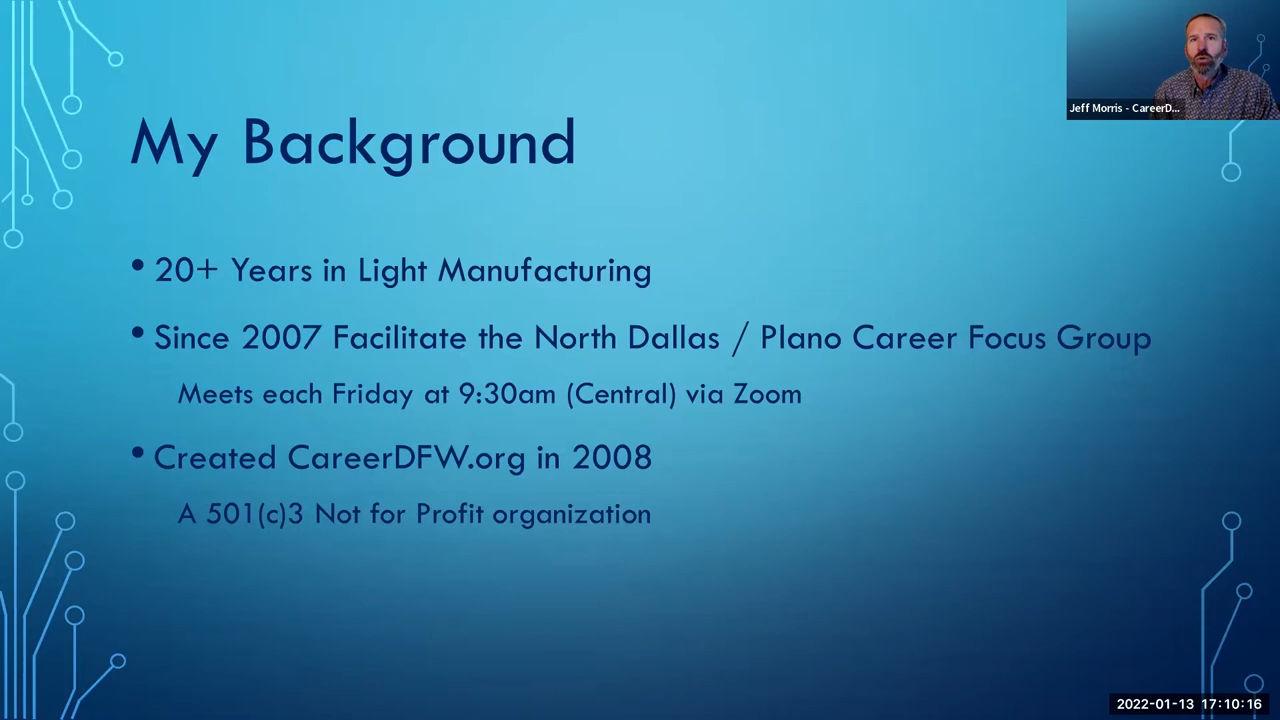 Jeff Morris - CareerD...
My Background
• 20+ Years in Light Manufacturing
• Since 2007 Facilitate the North Dallas / Plano Career Focus Group
Meets each Friday at 9:30am (Central) via Zoom
• Created CareerDFW.org in 2008
A 501(c)3 Not for Profit organization
2022-01-13 17:10:16